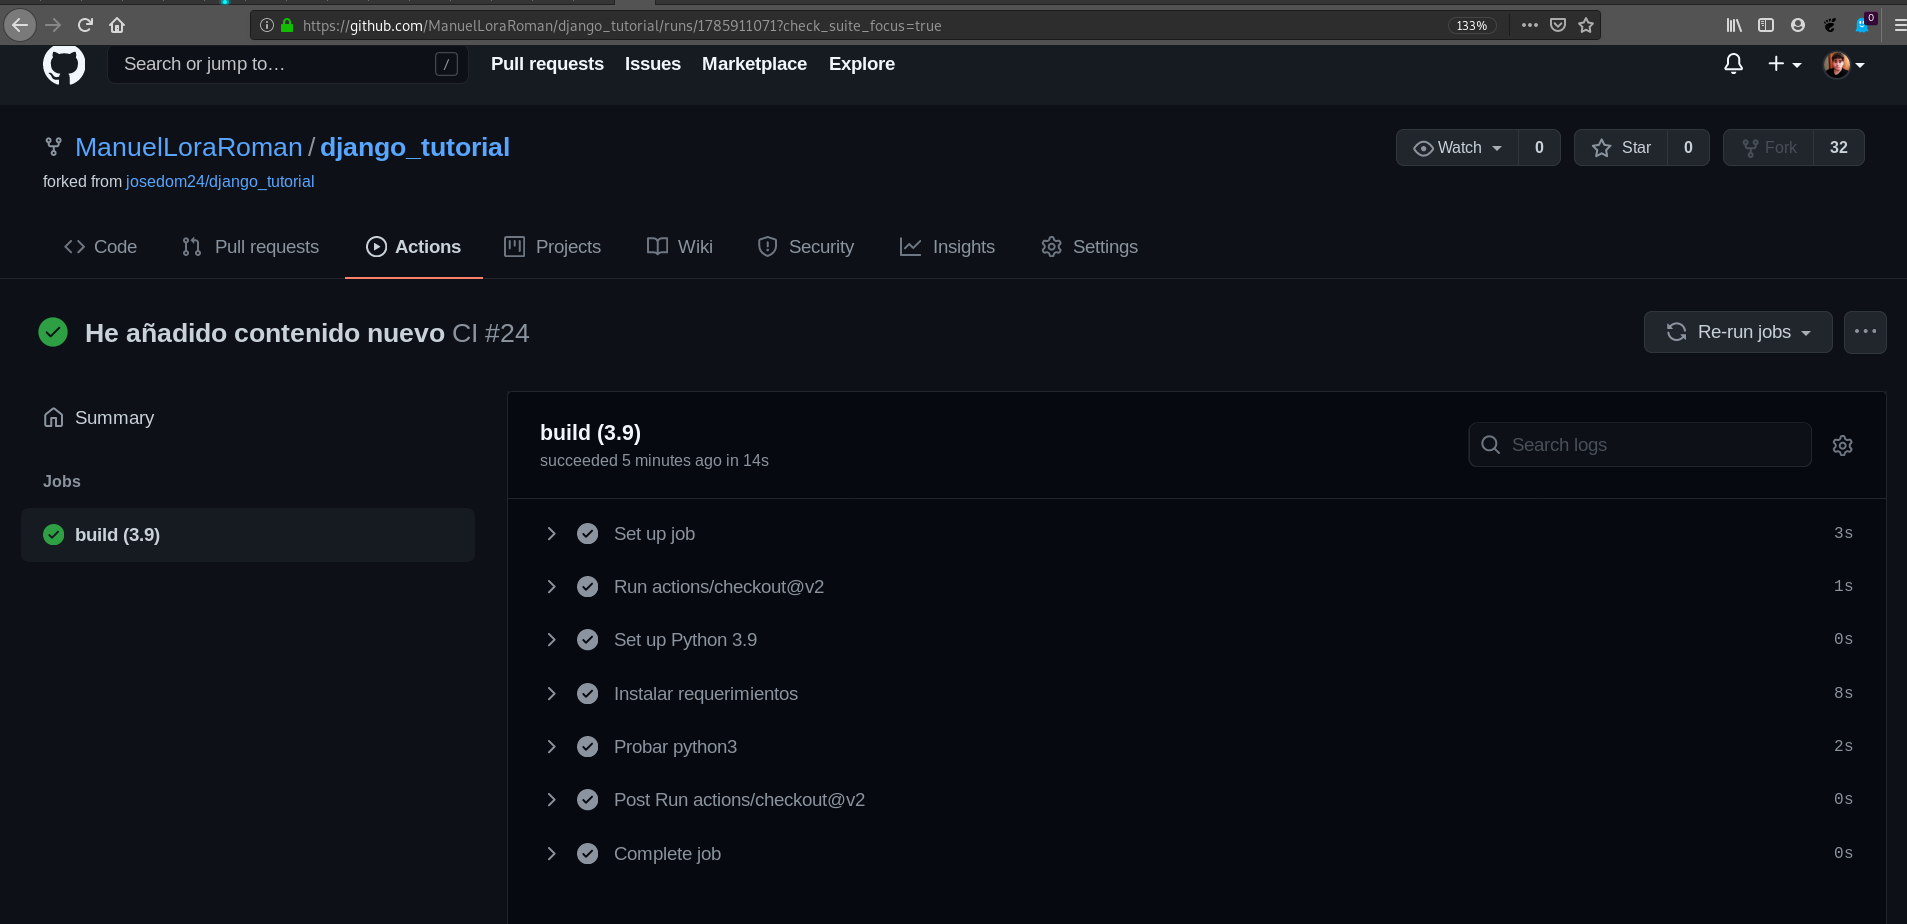 https://github.com/ManuelLoraRoman/django_tutorial/runs/1785911071?check_suite_focus=true
133%
0
Search or jump to…
/
Pull requests
Issues
Marketplace
Explore
ManuelLoraRoman / django_tutorial
Watch 0
Star 0
Fork 32
forked from josedom24/django_tutorial
Code
Pull requests
Actions
Projects
Wiki
Security
Insights
Settings
He añadido contenido nuevo CI #24
Re-run jobs
Summary
Jobs
build (3.9)
build (3.9)
succeeded 5 minutes ago in 14s
Search logs
Set up job 3s
Run actions/checkout@v2 1s
Set up Python 3.9 0s
Instalar requerimientos 8s
Probar python3 2s
Post Run actions/checkout@v2 0s
Complete job 0s